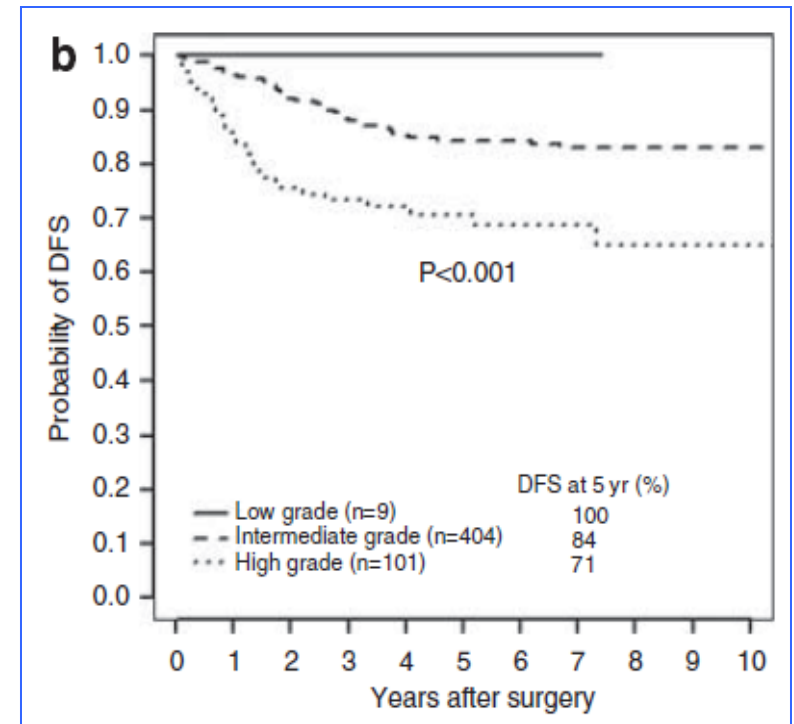 b
1.0
0.9
0.8
0.7
0.6
0.5
0.4
0.3
0.2
0.1
0.0
Probability of DFS
P<0.001
DFS at 5 yr (%)
Low grade (n=9) 100
Intermediate grade (n=404) 84
High grade (n=101) 71
0 1 2 3 4 5 6 7 8 9 10
Years after surgery